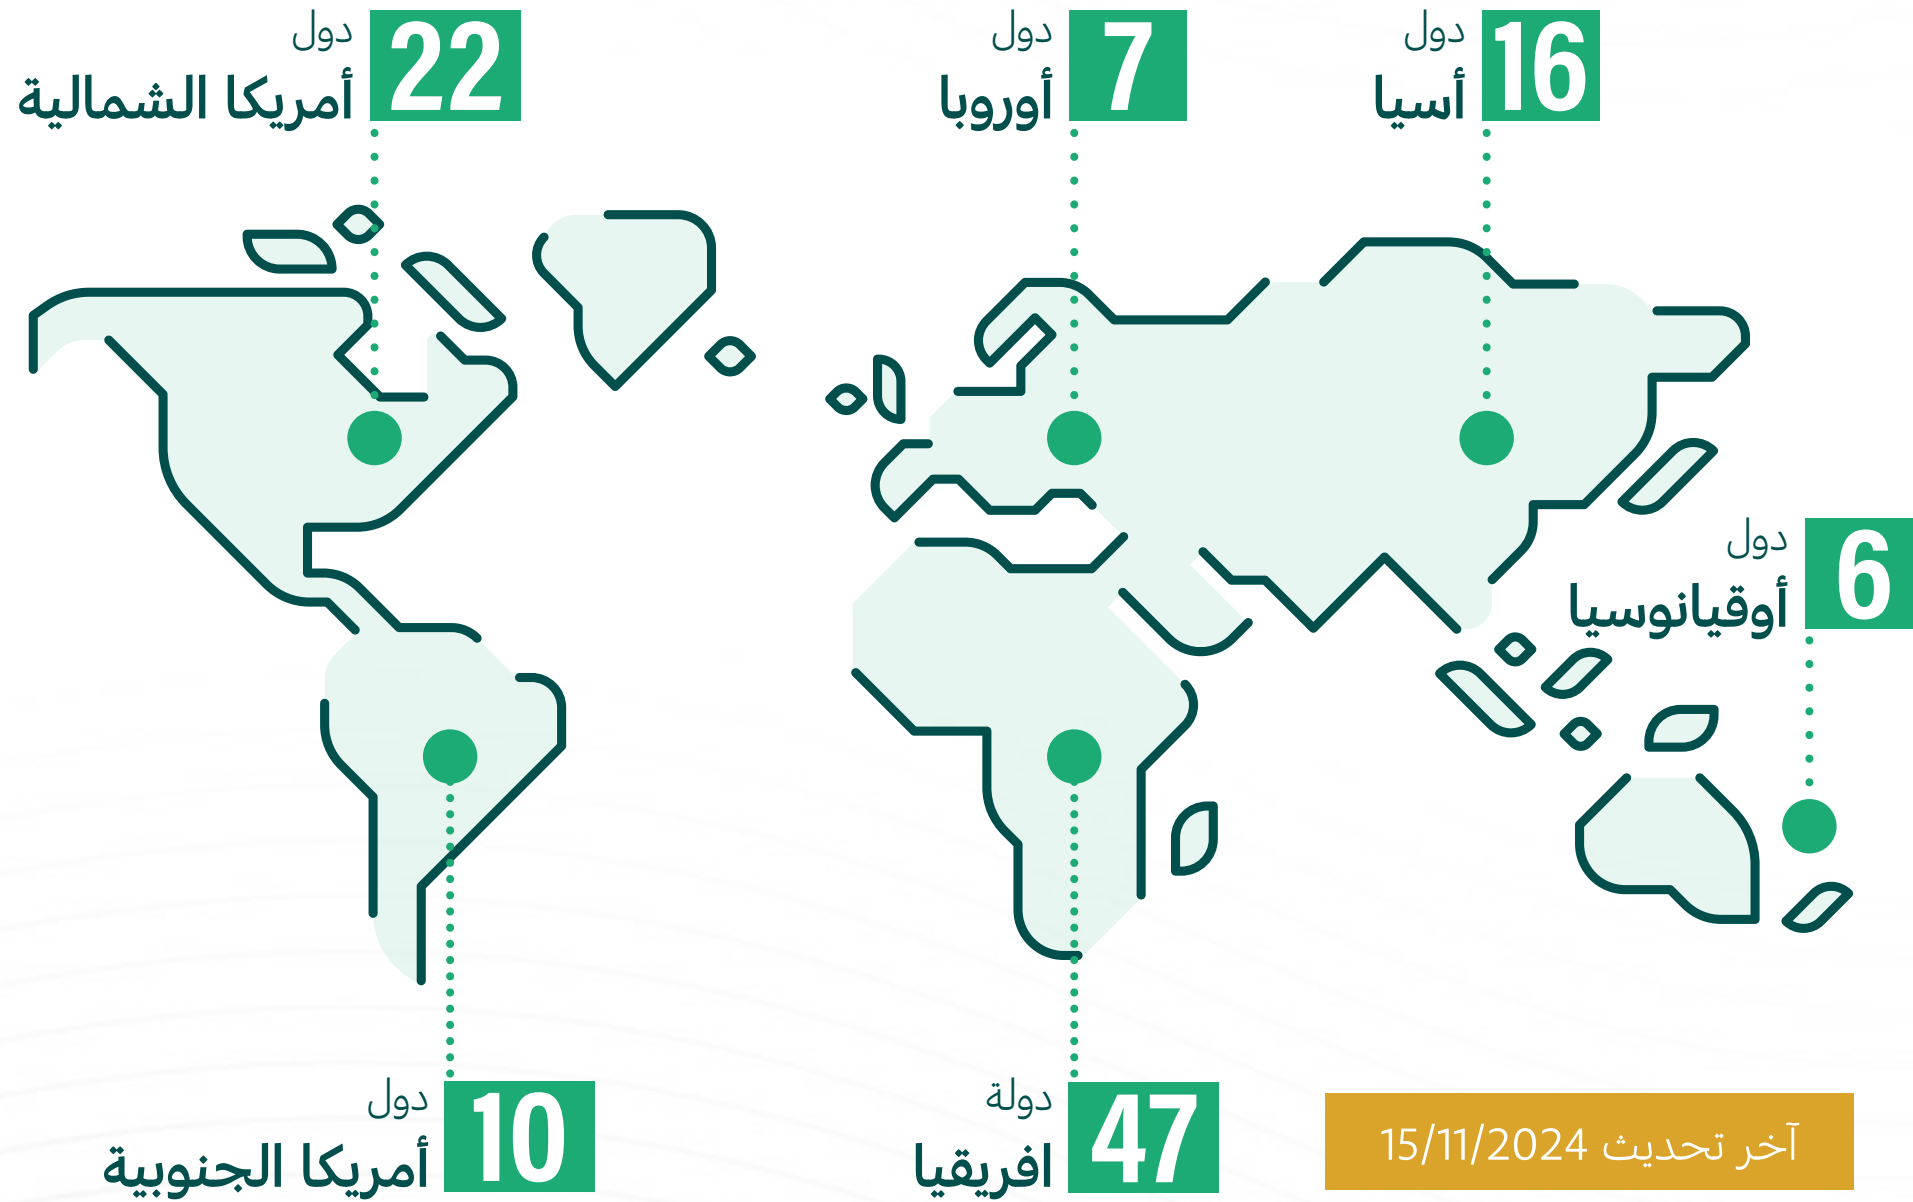 16
دول
أسيا
7
دول
أوروبا
22
دول
أمريكا الشمالية
6
دول
أوقيانوسيا
47
دولة
افريقيا
10
دول
أمريكا الجنوبية
آخر تحديث 15/11/2024